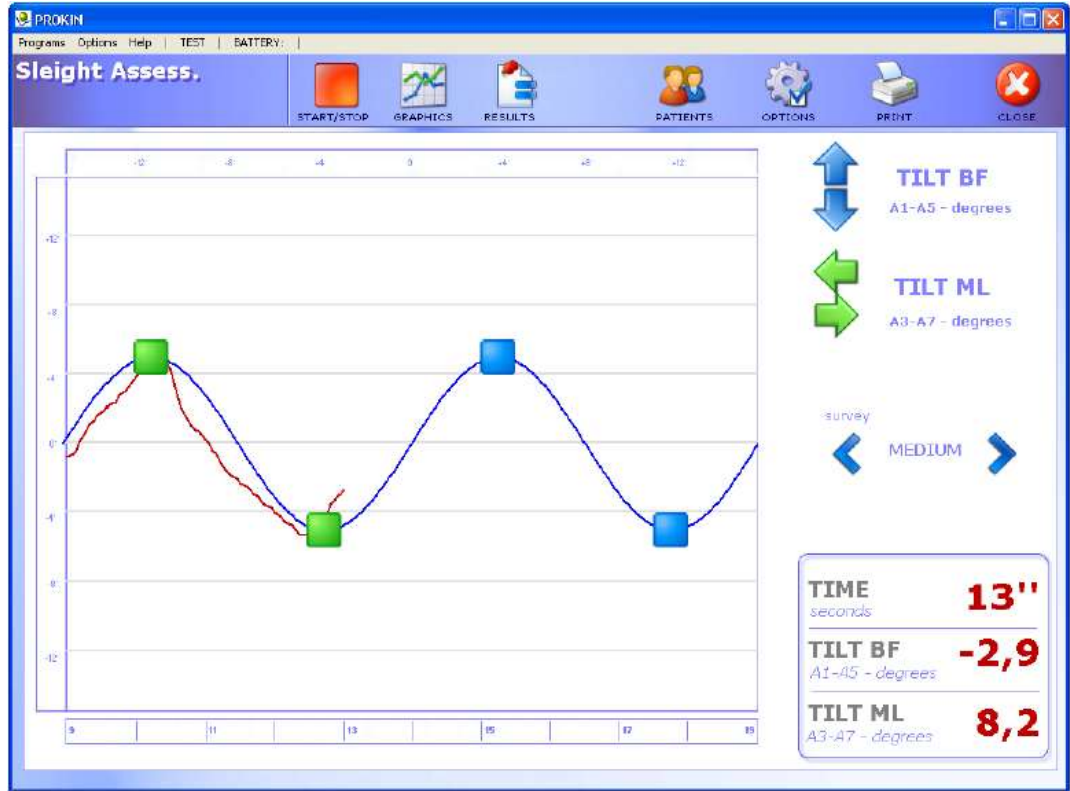 PROKIN
Programs Options Help | TEST | BATTERY: |
Sleight Assess.
START/STOP GRAPHICS RESULTS PATIENTS OPTIONS PRINT CLOSE
-12 -8 -4 0 +4 +8 +12
TILT BF
A1-A5 - degrees
TILT ML
A3-A7 - degrees
survey
MEDIUM
+12°
+8
+4
0°
-4°
-8°
-12°
TIME 13''
seconds
TILT BF -2,9
A1-A5 - degrees
TILT ML 8,2
A3-A7 - degrees
9 11 13 15 17 19